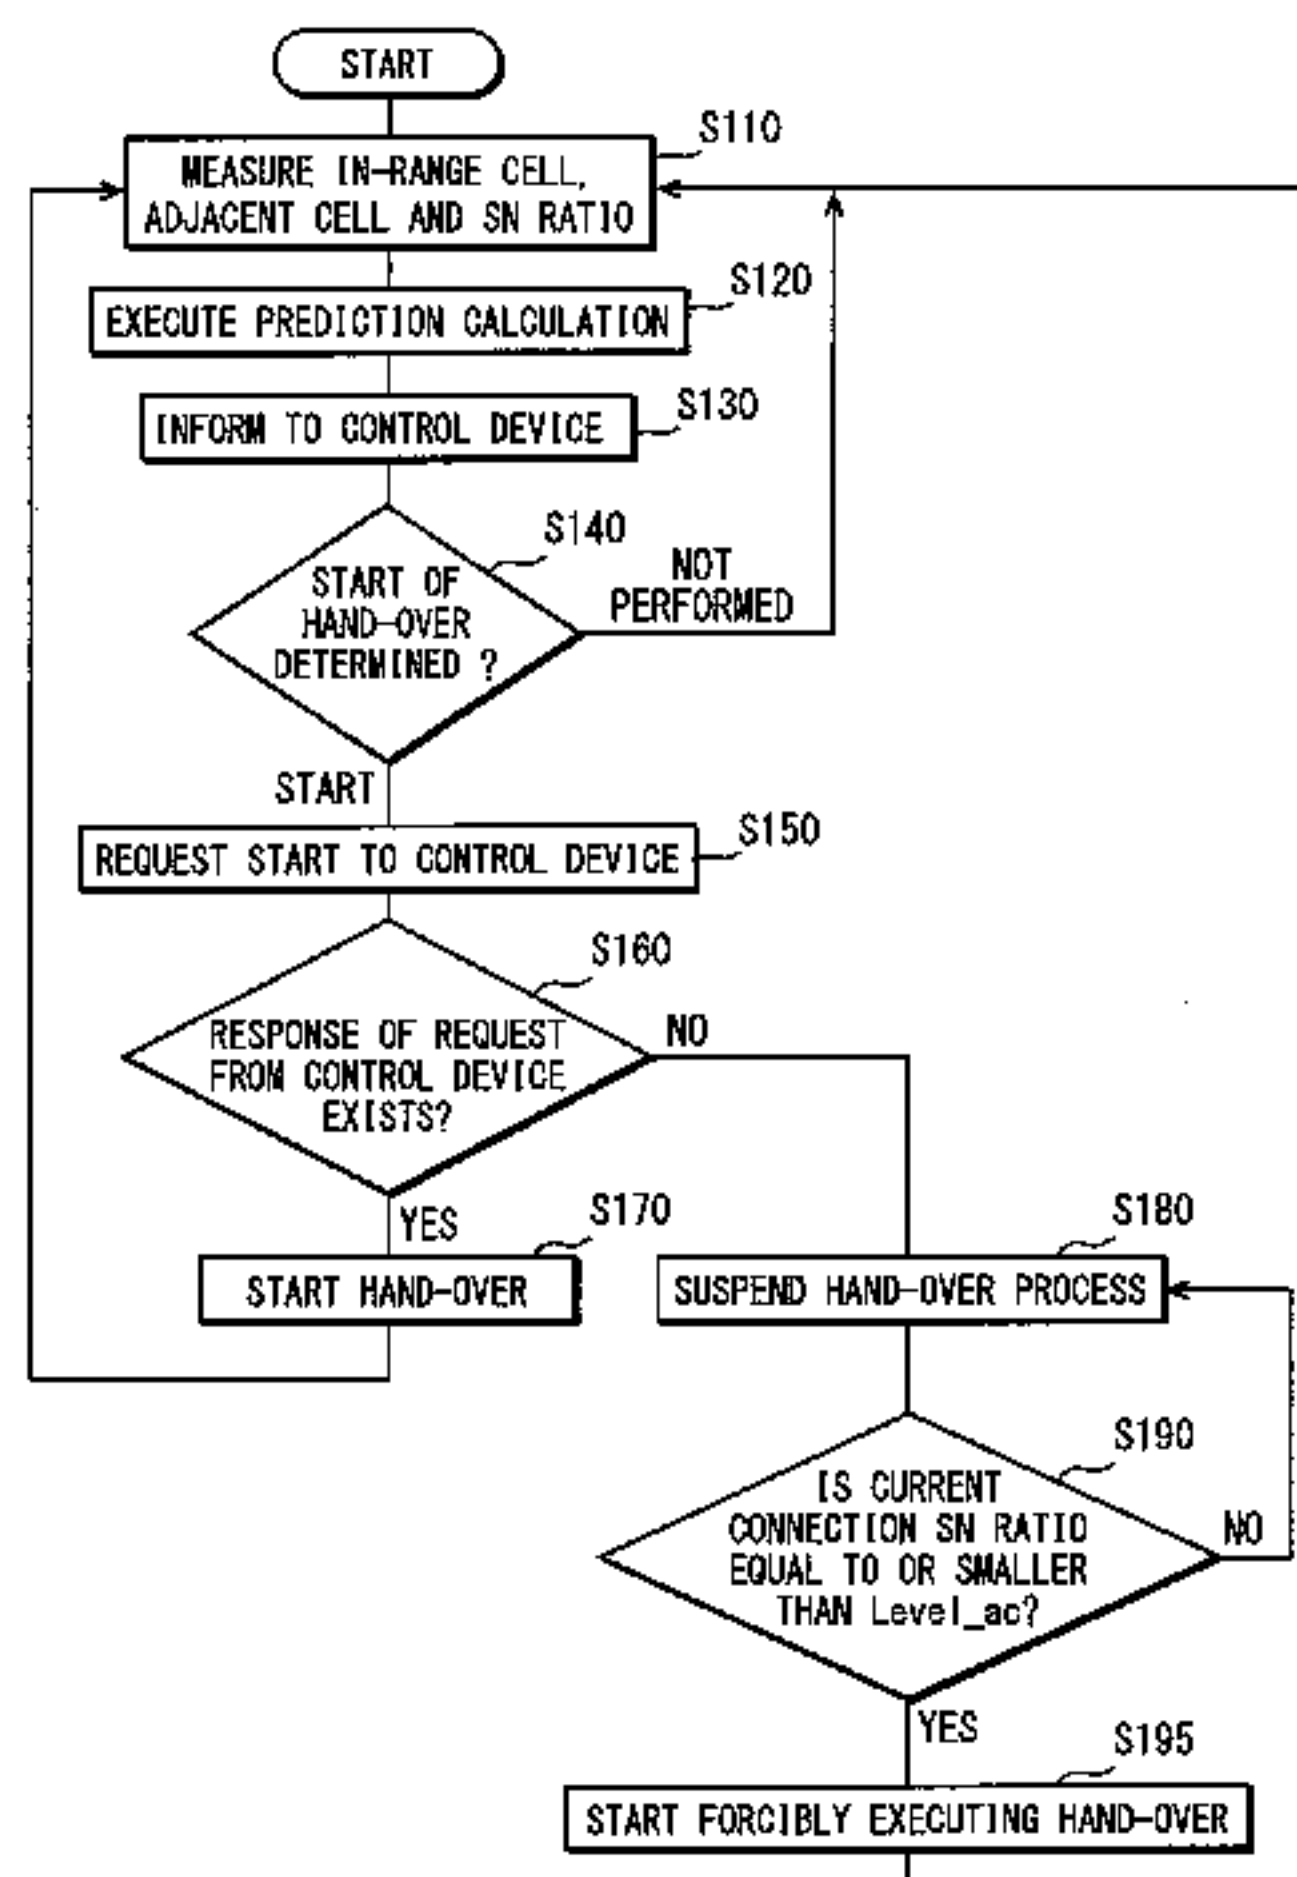 START
S110
MEASURE IN-RANGE CELL,
ADJACENT CELL AND SN RATIO
S120
EXECUTE PREDICTION CALCULATION
S130
INFORM TO CONTROL DEVICE
S140
START OF
HAND-OVER
DETERMINED ?
NOT
PERFORMED
START
S150
REQUEST START TO CONTROL DEVICE
S160
RESPONSE OF REQUEST
FROM CONTROL DEVICE
EXISTS?
NO
YES
S170
START HAND-OVER
S180
SUSPEND HAND-OVER PROCESS
S190
IS CURRENT
CONNECTION SN RATIO
EQUAL TO OR SMALLER
THAN Level_ac?
NO
YES
S195
START FORCIBLY EXECUTING HAND-OVER